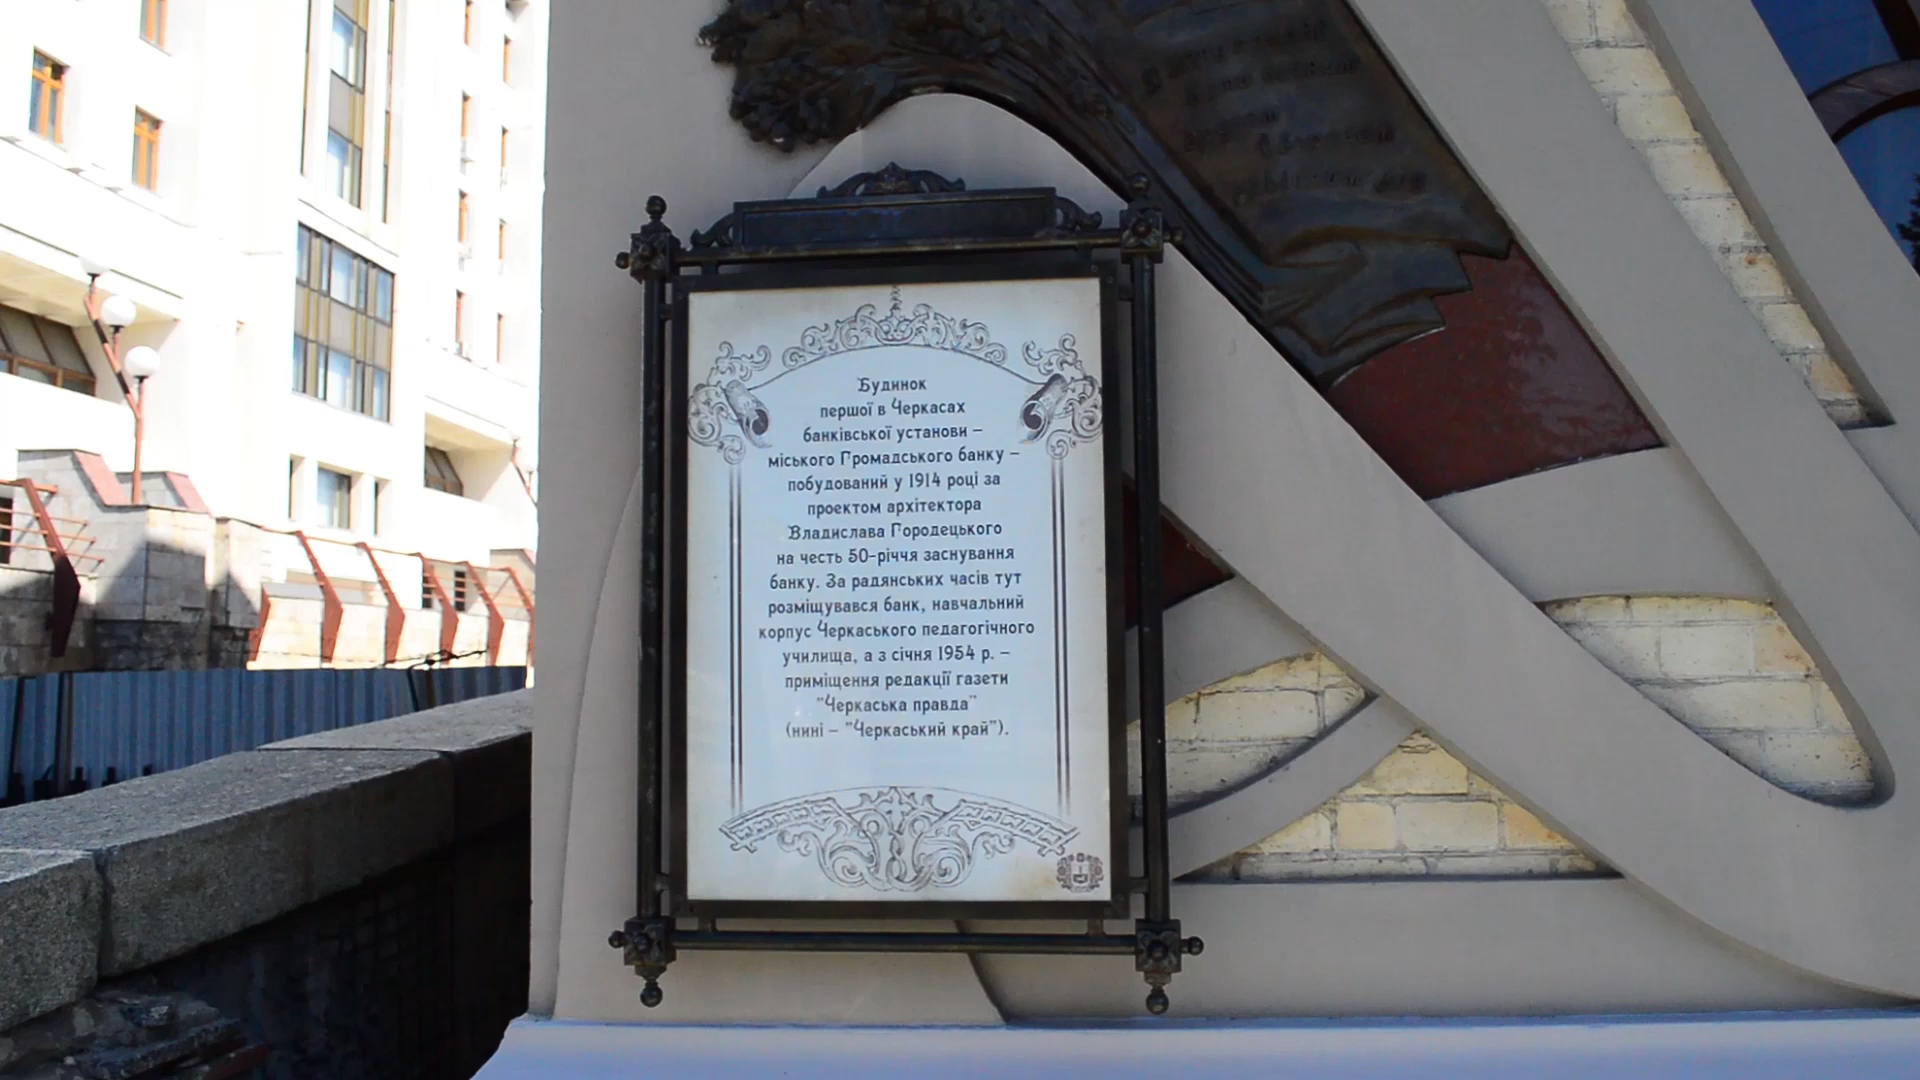 Будинок
першої в Черкасах
банківської установи –
міського Громадського банку –
побудований у 1914 році за
проектом архітектора
Владислава Городецького
на честь 50-річчя заснування
банку. За радянських часів тут
розміщувався банк, навчальний
корпус Черкаського педагогічного
училища, а з січня 1954 р. –
приміщення редакції газети
"Черкаська правда"
(нині – "Черкаський край").